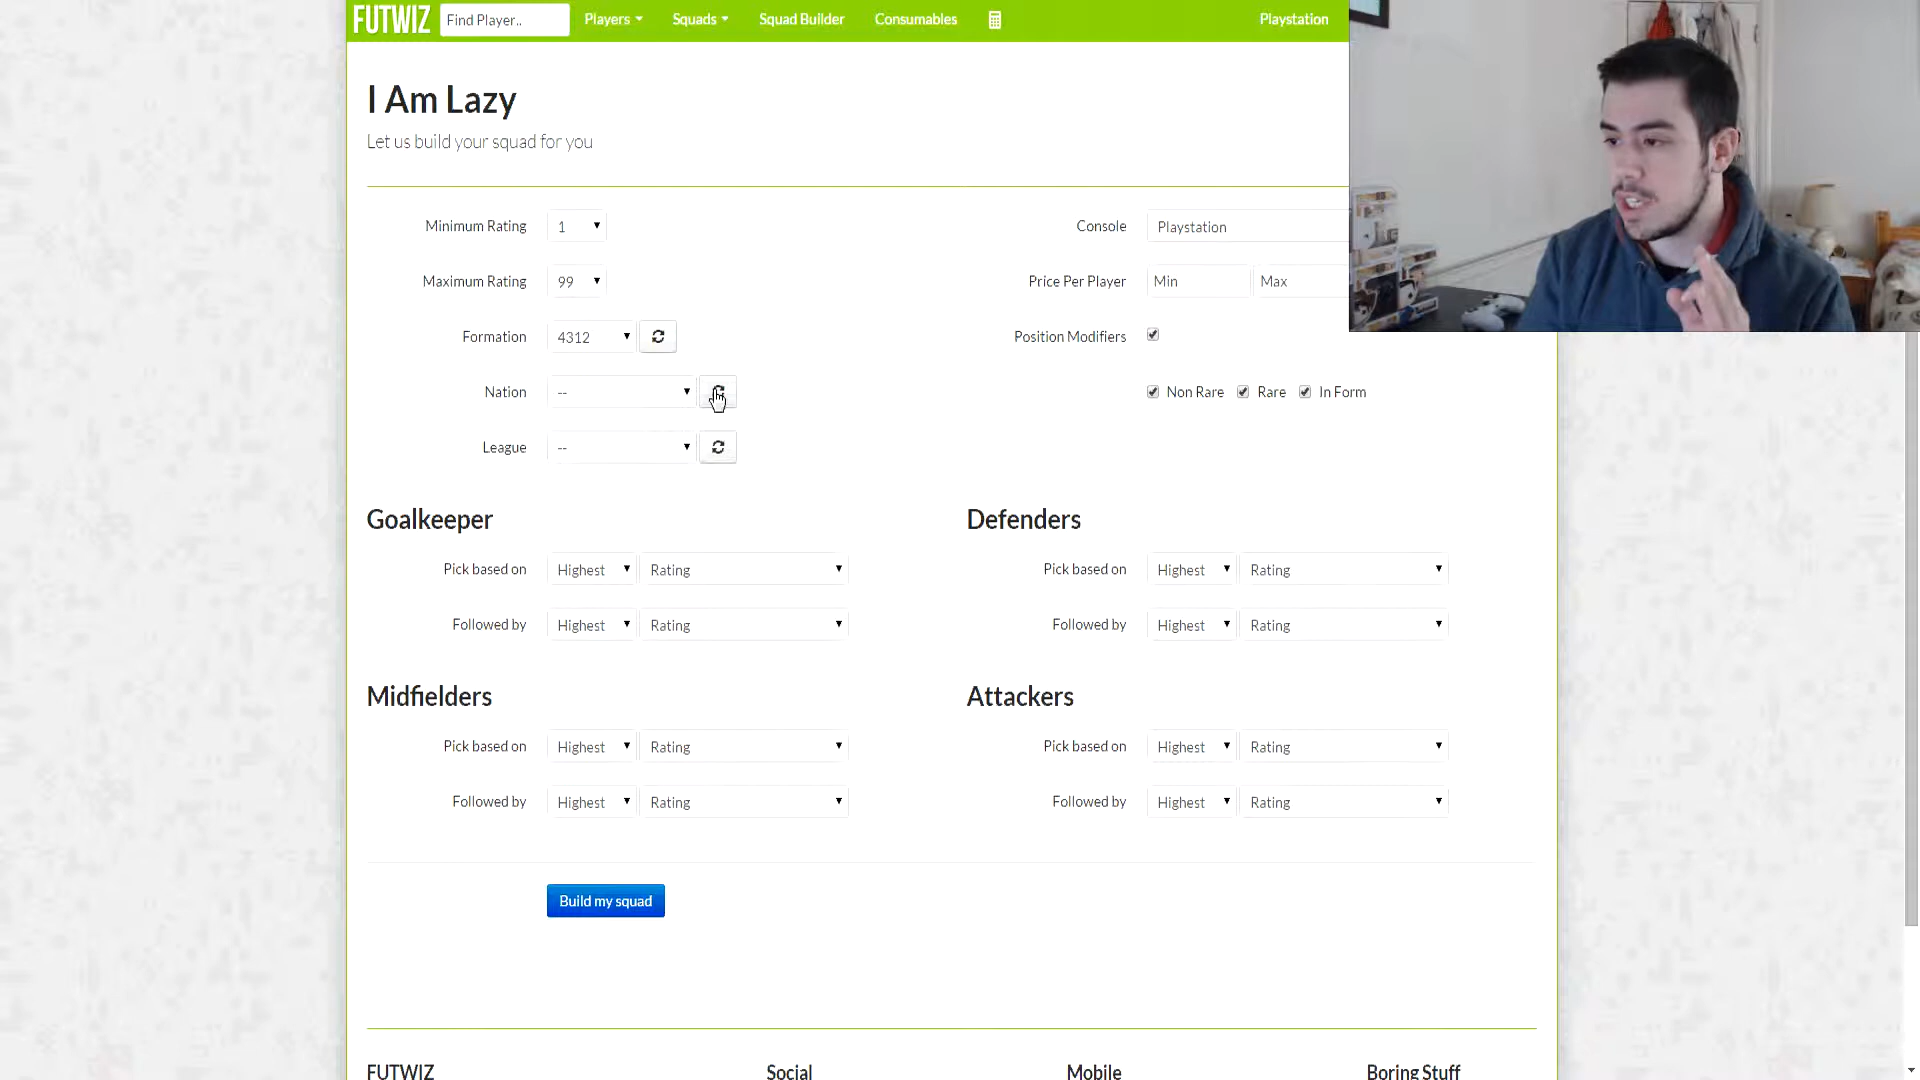 FUTWIZ Find Player.. Players Squads Squad Builder Consumables Playstation
I Am Lazy
Let us build your squad for you
Minimum Rating 1 Console Playstation
Maximum Rating 99 Price Per Player Min Max
Formation 4312 Position Modifiers
Nation -- Non Rare Rare In Form
League --
Goalkeeper Defenders
Pick based on Highest Rating Pick based on Highest Rating
Followed by Highest Rating Followed by Highest Rating
Midfielders Attackers
Pick based on Highest Rating Pick based on Highest Rating
Followed by Highest Rating Followed by Highest Rating
Build my squad
FUTWIZ Social Mobile Boring Stuff